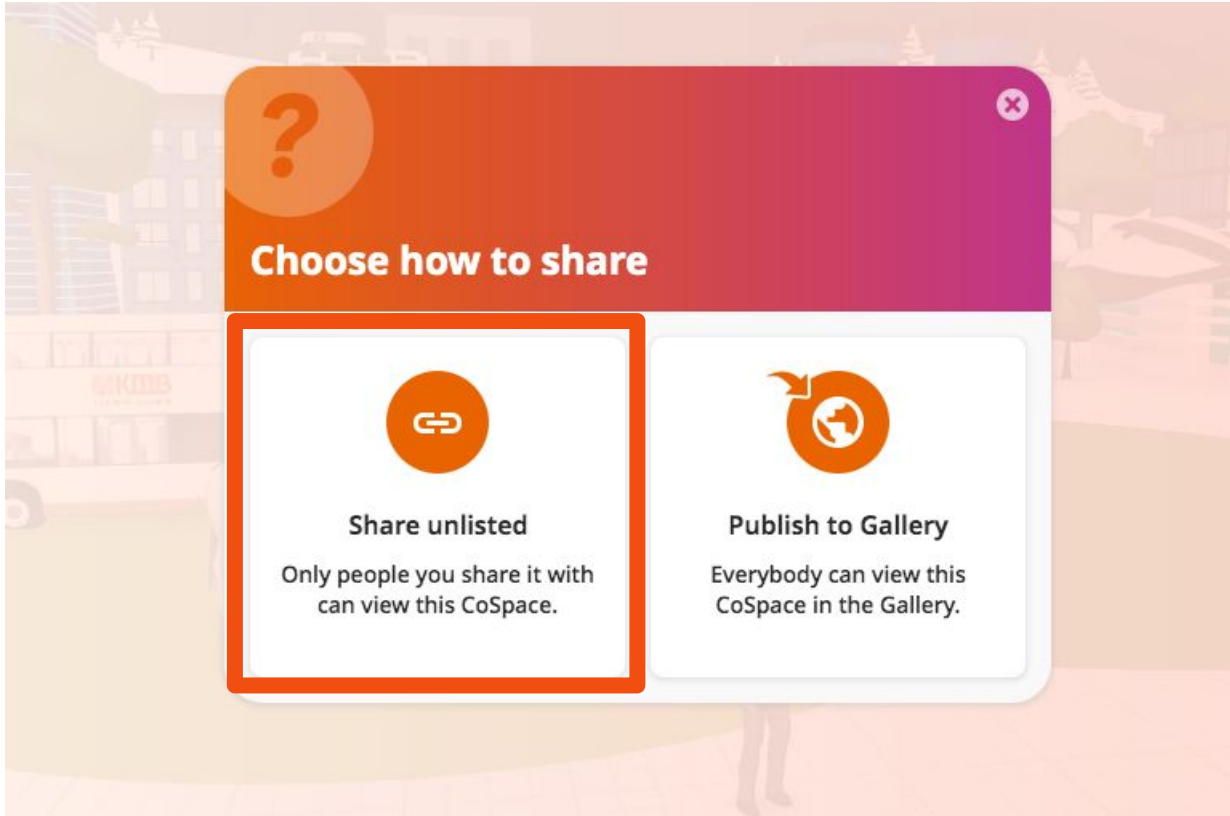 ?
Choose how to share
Share unlisted
Only people you share it with
can view this CoSpace.
Publish to Gallery
Everybody can view this
CoSpace in the Gallery.
KMB